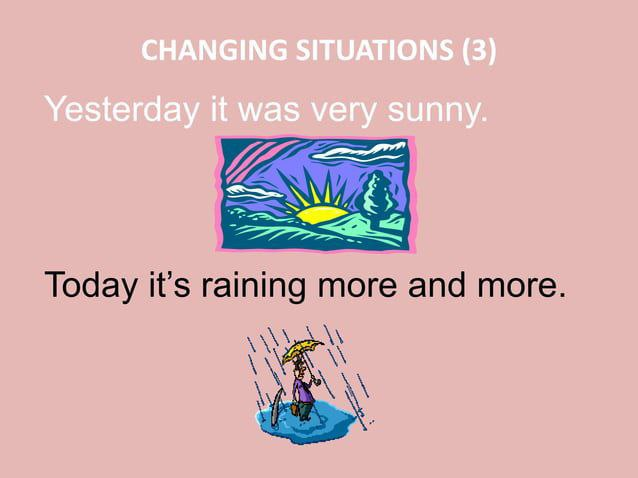 CHANGING SITUATIONS (3)
Yesterday it was very sunny.
Today it’s raining more and more.